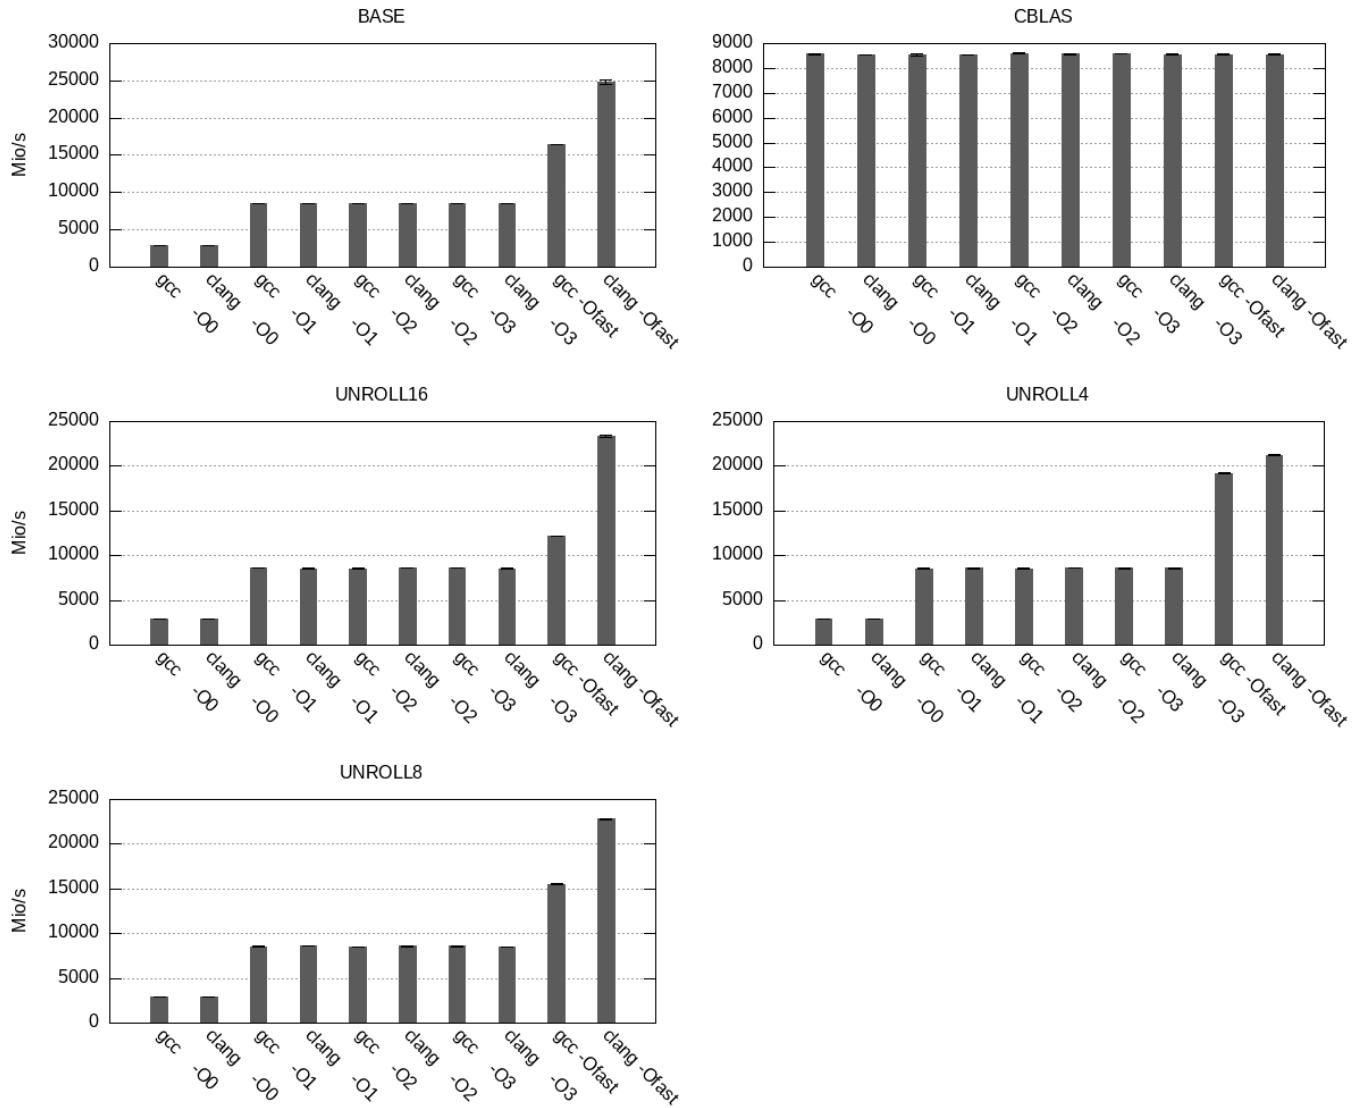 BASE
Mio/s
30000
25000
20000
15000
10000
5000
0
gcc -O0
clang -O0
gcc -O1
clang -O1
gcc -O2
clang -O2
gcc -O3
clang -O3
gcc -Ofast
clang -Ofast
CBLAS
9000
8000
7000
6000
5000
4000
3000
2000
1000
0
gcc -O0
clang -O0
gcc -O1
clang -O1
gcc -O2
clang -O2
gcc -O3
clang -O3
gcc -Ofast
clang -Ofast
UNROLL16
Mio/s
25000
20000
15000
10000
5000
0
gcc -O0
clang -O0
gcc -O1
clang -O1
gcc -O2
clang -O2
gcc -O3
clang -O3
gcc -Ofast
clang -Ofast
UNROLL4
25000
20000
15000
10000
5000
0
gcc -O0
clang -O0
gcc -O1
clang -O1
gcc -O2
clang -O2
gcc -O3
clang -O3
gcc -Ofast
clang -Ofast
UNROLL8
Mio/s
25000
20000
15000
10000
5000
0
gcc -O0
clang -O0
gcc -O1
clang -O1
gcc -O2
clang -O2
gcc -O3
clang -O3
gcc -Ofast
clang -Ofast